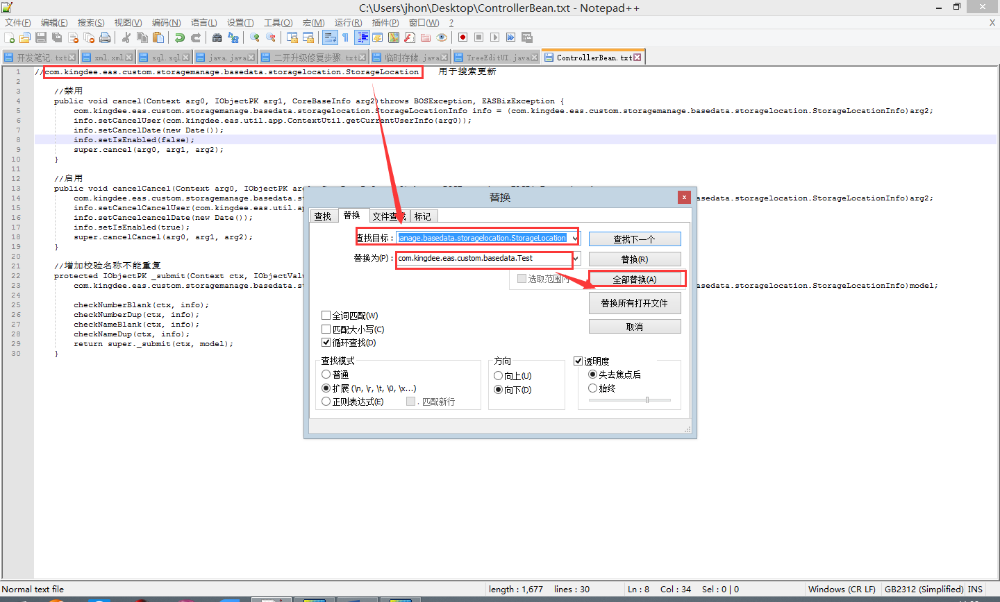 C:\Users\jhon\Desktop\ControllerBean.txt - Notepad++
文件(F) 编辑(E) 搜索(S) 视图(V) 编码(N) 语言(L) 设置(T) 工具(O) 宏(M) 运行(R) 插件(P) 窗口(W) ? X
开发笔记.txt xml.xml sql.sql java.java 二开升级修复步骤.txt 临时存储.java TreeEditUI.java ControllerBean.txt
1 //com.kingdee.eas.custom.storagemanage.basedata.storagelocation.StorageLocation 用于搜索更新
2
3 //禁用
4 public void cancel(Context arg0, IObjectPK arg1, CoreBaseInfo arg2)throws BOSException, EASBizException {
5 com.kingdee.eas.custom.storagemanage.basedata.storagelocation.StorageLocationInfo info = (com.kingdee.eas.custom.storagemanage.basedata.storagelocation.StorageLocationInfo)arg2;
6 info.setCancelUser(com.kingdee.eas.util.app.ContextUtil.getCurrentUserInfo(arg0));
7 info.setCancelDate(new Date());
8 info.setIsEnabled(false);
9 super.cancel(arg0, arg1, arg2);
10 }
11
12 //启用
13 public void cancelCancel(Context arg0, IObjectPK
14 com.kingdee.eas.custom.storagemanage.basedata.st basedata.storagelocation.StorageLocationInfo)arg2;
15 info.setCancelCancelUser(com.kingdee.eas.util.ap
16 info.setCancelcancelDate(new Date());
17 info.setIsEnabled(true);
18 super.cancelCancel(arg0, arg1, arg2);
19 }
20
21 //增加校验名称不能重复
22 protected IObjectPK _submit(Context ctx, IObjectValu
23 com.kingdee.eas.custom.storagemanage.basedata.st basedata.storagelocation.StorageLocationInfo)model;
24
25 checkNumberBlank(ctx, info);
26 checkNumberDup(ctx, info);
27 checkNameBlank(ctx, info);
28 checkNameDup(ctx, info);
29 return super._submit(ctx, model);
30 }
替换
查找 替换 文件查找 标记
查找目标 : anage.basedata.storagelocation.StorageLocation 查找下一个
替换为(P) : com.kingdee.eas.custom.basedata.Test 替换(R)
选取范围内 全部替换(A)
替换所有打开文件
全词匹配(W) 取消
匹配大小写(C)
循环查找(D)
查找模式 方向 透明度
普通 向上(U) 失去焦点后
扩展 (\n, \r, \t, \0, \x...) 向下(D) 始终
正则表达式(E) . 匹配新行
Normal text file length : 1,677 lines : 30 Ln : 8 Col : 34 Sel : 0 | 0 Windows (CR LF) GB2312 (Simplified) INS